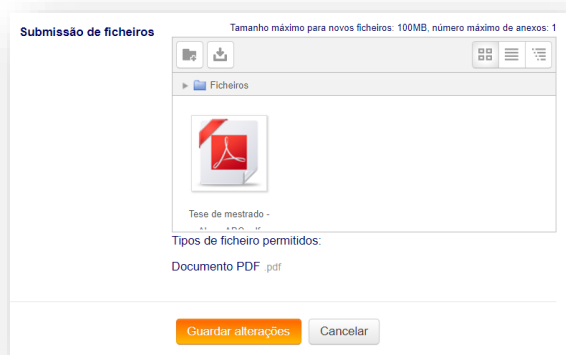 Submissão de ficheiros
Tamanho máximo para novos ficheiros: 100MB, número máximo de anexos: 1
Ficheiros
Tese de mestrado -
Tipos de ficheiro permitidos:
Documento PDF .pdf
Guardar alterações
Cancelar